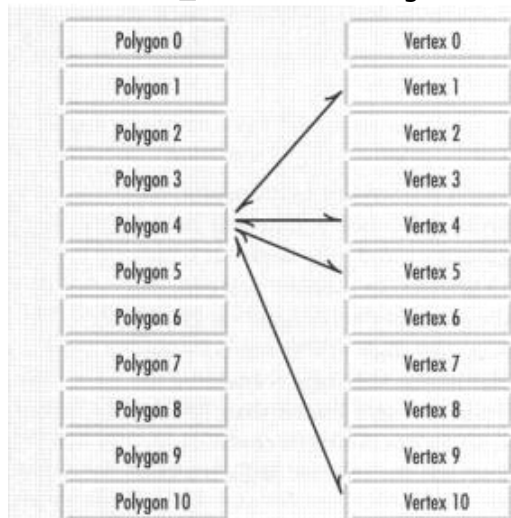 Polygon 0 Vertex 0
Polygon 1 Vertex 1
Polygon 2 Vertex 2
Polygon 3 Vertex 3
Polygon 4 Vertex 4
Polygon 5 Vertex 5
Polygon 6 Vertex 6
Polygon 7 Vertex 7
Polygon 8 Vertex 8
Polygon 9 Vertex 9
Polygon 10 Vertex 10